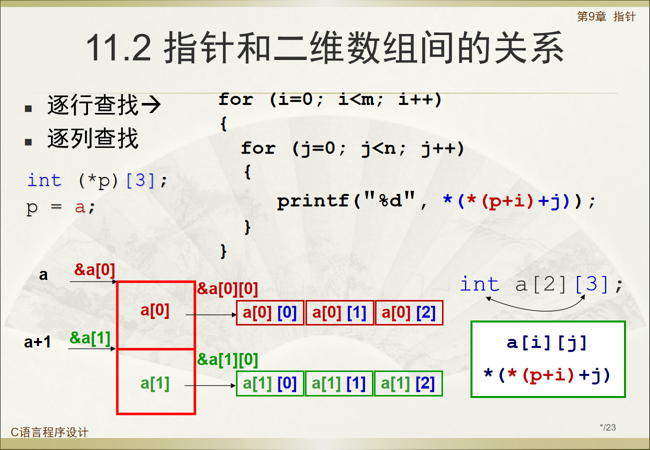 第9章 指针
11.2 指针和二维数组间的关系
■ 逐行查找→
■ 逐列查找
int (*p)[3];
p = a;
for (i=0; i<m; i++)
{
for (j=0; j<n; j++)
{
printf("%d", *(*(p+i)+j));
}
}
a &a[0]
a[0]
&a[0][0]
a[0] [0] a[0] [1] a[0] [2]
a+1 &a[1]
a[1]
&a[1][0]
a[1] [0] a[1] [1] a[1] [2]
int a[2][3];
a[i][j]
*(*(p+i)+j)
C语言程序设计
*/23